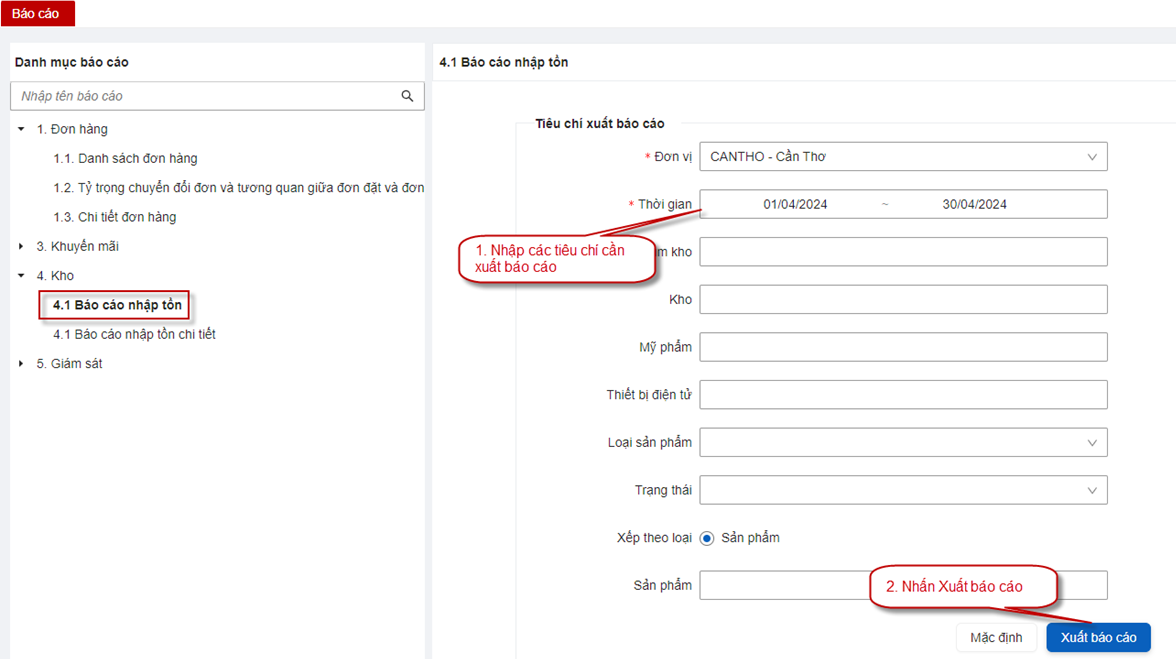 Báo cáo
Danh mục báo cáo
Nhập tên báo cáo
1. Đơn hàng
1.1. Danh sách đơn hàng
1.2. Tỷ trọng chuyển đổi đơn và tương quan giữa đơn đặt và đơn
1.3. Chi tiết đơn hàng
3. Khuyến mãi
4. Kho
4.1 Báo cáo nhập tồn
4.1 Báo cáo nhập tồn chi tiết
5. Giám sát
4.1 Báo cáo nhập tồn
Tiêu chí xuất báo cáo
* Đơn vị
CANTHO - Cần Thơ
* Thời gian
01/04/2024 ~ 30/04/2024
1. Nhập các tiêu chí cần
xuất báo cáo
kho
Kho
Mỹ phẩm
Thiết bị điện tử
Loại sản phẩm
Trạng thái
Xếp theo loại
Sản phẩm
Sản phẩm
2. Nhấn Xuất báo cáo
Mặc định
Xuất báo cáo